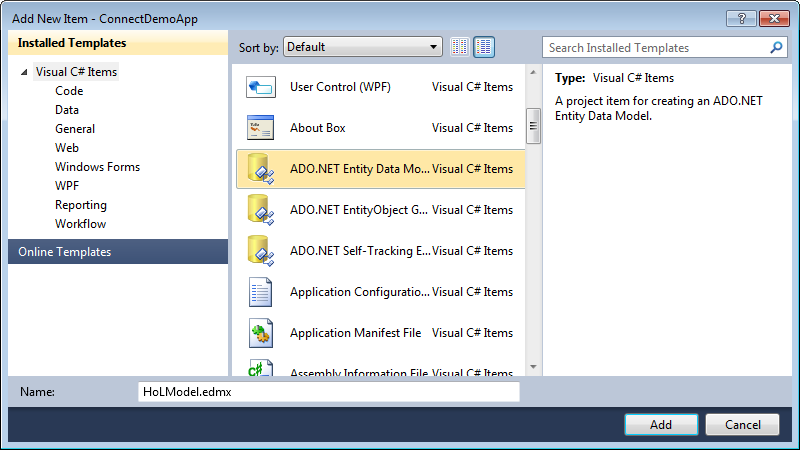 Add New Item - ConnectDemoApp
Installed Templates
Visual C# Items
Code
Data
General
Web
Windows Forms
WPF
Reporting
Workflow
Online Templates
Sort by: Default
User Control (WPF) Visual C# Items
About Box Visual C# Items
ADO.NET Entity Data Mo... Visual C# Items
ADO.NET EntityObject G... Visual C# Items
ADO.NET Self-Tracking E... Visual C# Items
Application Configuratio... Visual C# Items
Application Manifest File Visual C# Items
Assembly Information File Visual C# Items
Search Installed Templates
Type: Visual C# Items
A project item for creating an ADO.NET
Entity Data Model.
Name: HoLModel.edmx
Add Cancel